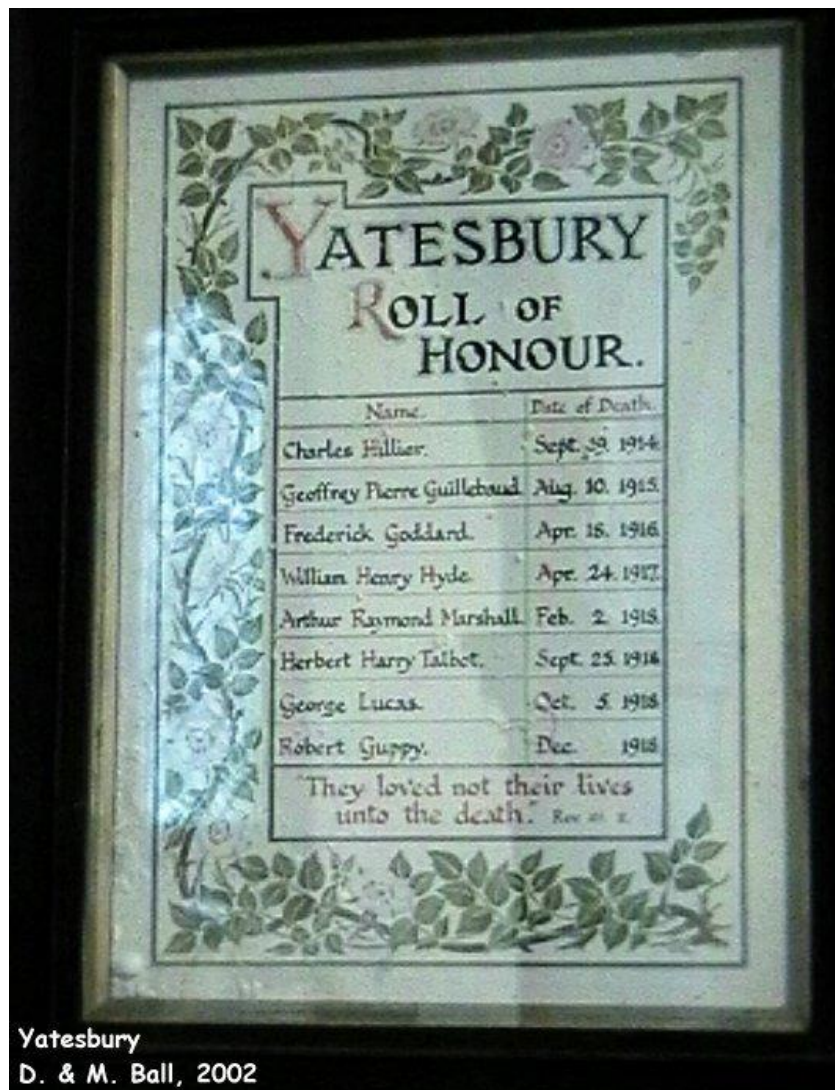 YATESBURY
ROLL OF
HONOUR.
Name. Date of Death.
Charles Hillier. Sept. 19. 1914.
Geoffrey Pierre Guillebaud. Aug. 10. 1915.
Frederick Goddard. Apr. 1916.
William Henry Hyde. Apr. 24. 1917.
Arthur Raymond Marshall. Feb. 2. 1918.
Herbert Harry Talbot. Sept. 25. 1918.
George Lucas. Oct. 5. 1918.
Robert Guppy. Dec. 1918.
"They loved not their lives
unto the death." Rev.
Yatesbury
D. & M. Ball, 2002